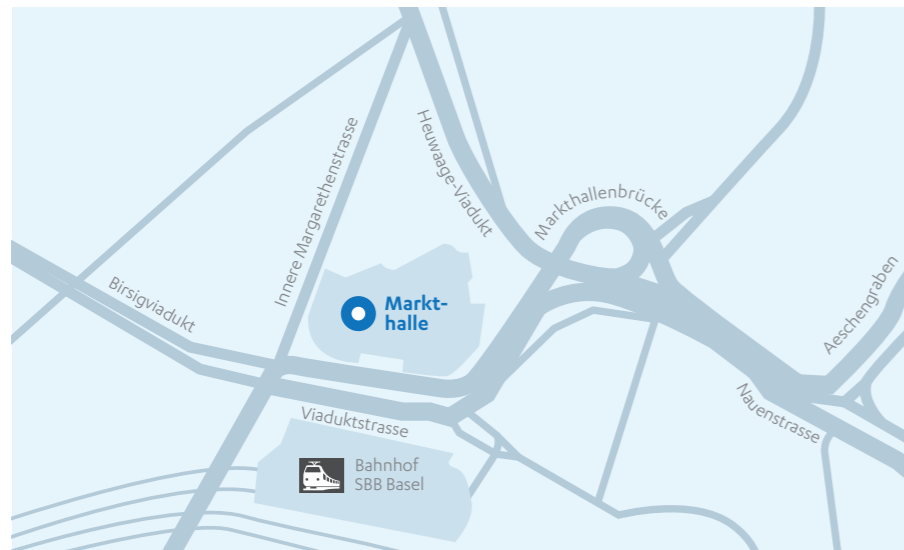 Innere Margarethenstrasse
Heuwaage-Viadukt
Markthallenbrücke
Aeschengraben
Birsigviadukt
Markt-
halle
Nauenstrasse
Viaduktstrasse
Bahnhof
SBB Basel